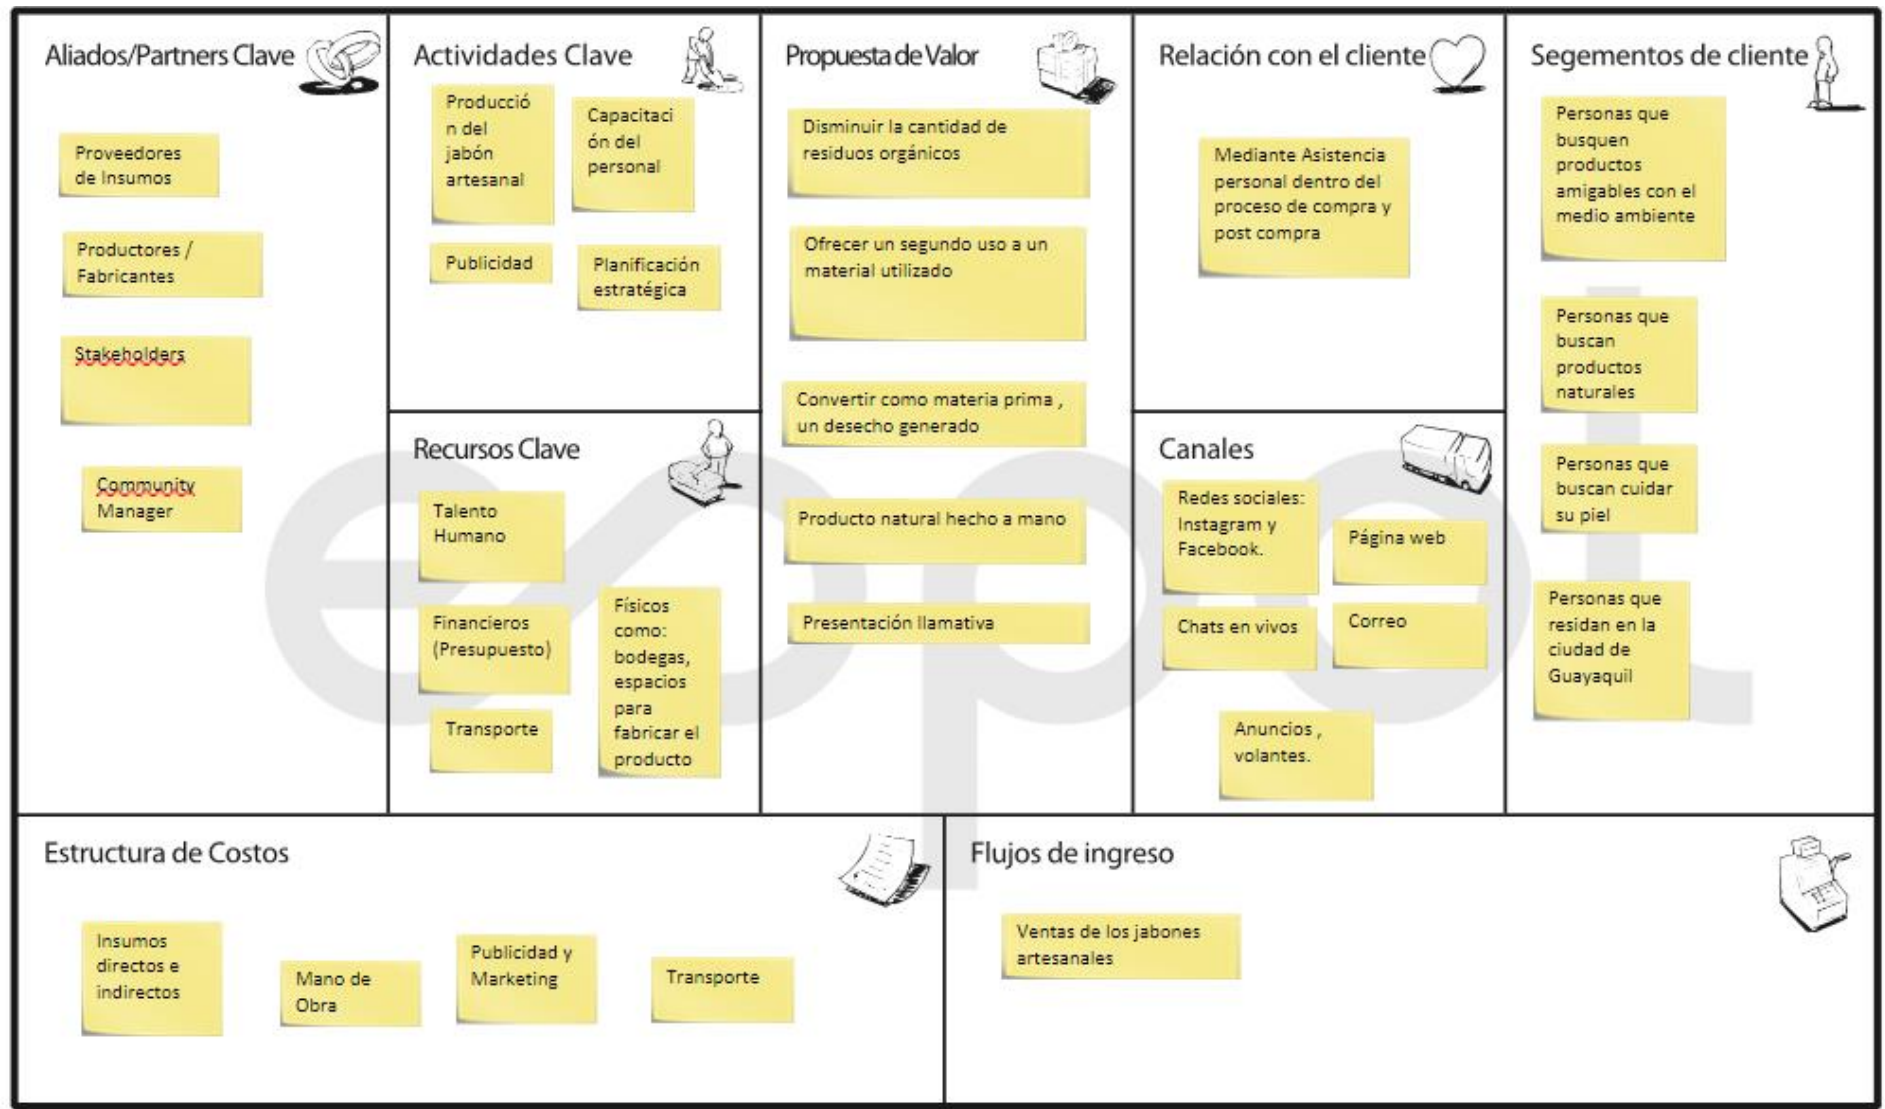 Aliados/Partners Clave
Proveedores
de Insumos
Productores /
Fabricantes
Stakeholders
Community
Manager
Actividades Clave
Producció
n del
jabón
artesanal
Capacitaci
ón del
personal
Publicidad
Planificación
estratégica
Recursos Clave
Talento
Humano
Financieros
(Presupuesto)
Físicos
como:
bodegas,
espacios
para
fabricar el
producto
Transporte
Propuesta de Valor
Disminuir la cantidad de
residuos orgánicos
Ofrecer un segundo uso a un
material utilizado
Convertir como materia prima ,
un desecho generado
Producto natural hecho a mano
Presentación llamativa
Relación con el cliente
Mediante Asistencia
personal dentro del
proceso de compra y
post compra
Canales
Redes sociales:
Instagram y
Facebook.
Página web
Chats en vivos
Correo
Anuncios ,
volantes.
Segementos de cliente
Personas que
busquen
productos
amigables con el
medio ambiente
Personas que
buscan
productos
naturales
Personas que
buscan cuidar
su piel
Personas que
residan en la
ciudad de
Guayaquil
Estructura de Costos
Insumos
directos e
indirectos
Mano de
Obra
Publicidad y
Marketing
Transporte
Flujos de ingreso
Ventas de los jabones
artesanales
espol